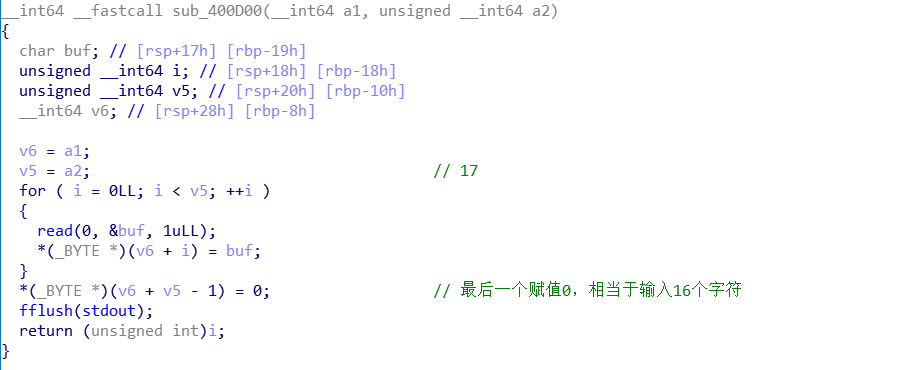 __int64 __fastcall sub_400D00(__int64 a1, unsigned __int64 a2)
{
  char buf; // [rsp+17h] [rbp-19h]
  unsigned __int64 i; // [rsp+18h] [rbp-18h]
  unsigned __int64 v5; // [rsp+20h] [rbp-10h]
  __int64 v6; // [rsp+28h] [rbp-8h]

  v6 = a1;
  v5 = a2; // 17
  for ( i = 0LL; i < v5; ++i )
  {
    read(0, &buf, 1uLL);
    *(_BYTE *)(v6 + i) = buf;
  }
  *(_BYTE *)(v6 + v5 - 1) = 0; // 最后一个赋值0，相当于输入16个字符
  fflush(stdout);
  return (unsigned int)i;
}